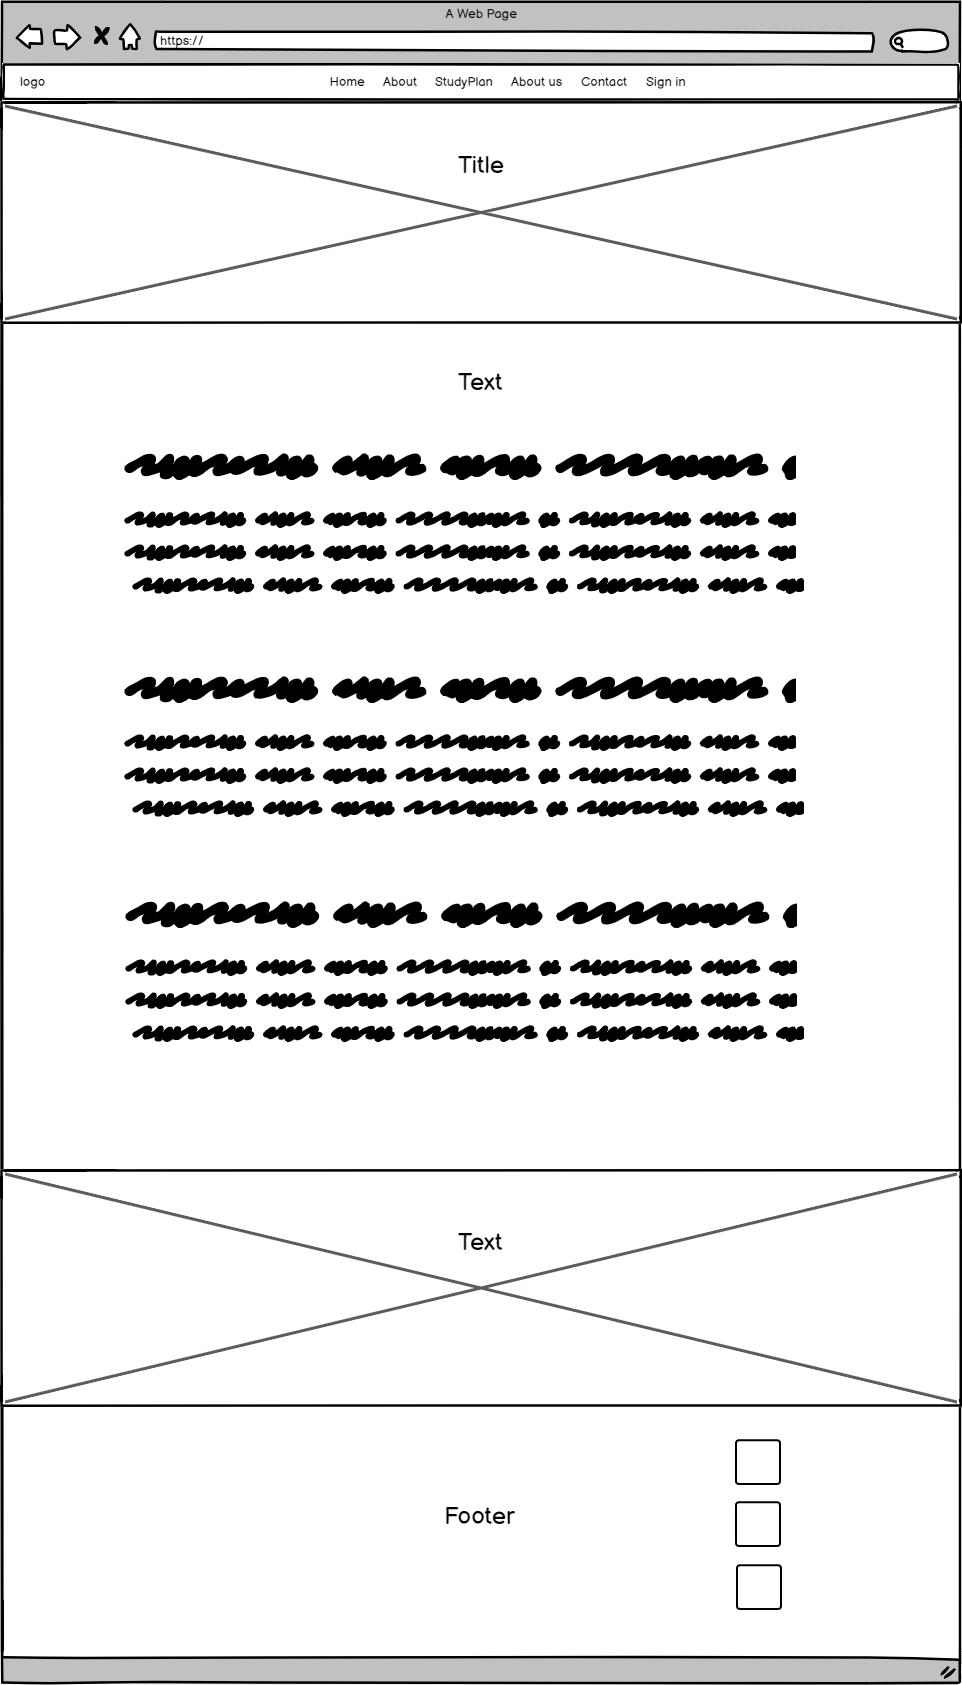 A Web Page
https://
logo Home About StudyPlan About us Contact Sign in
Title
Text
Text
Footer